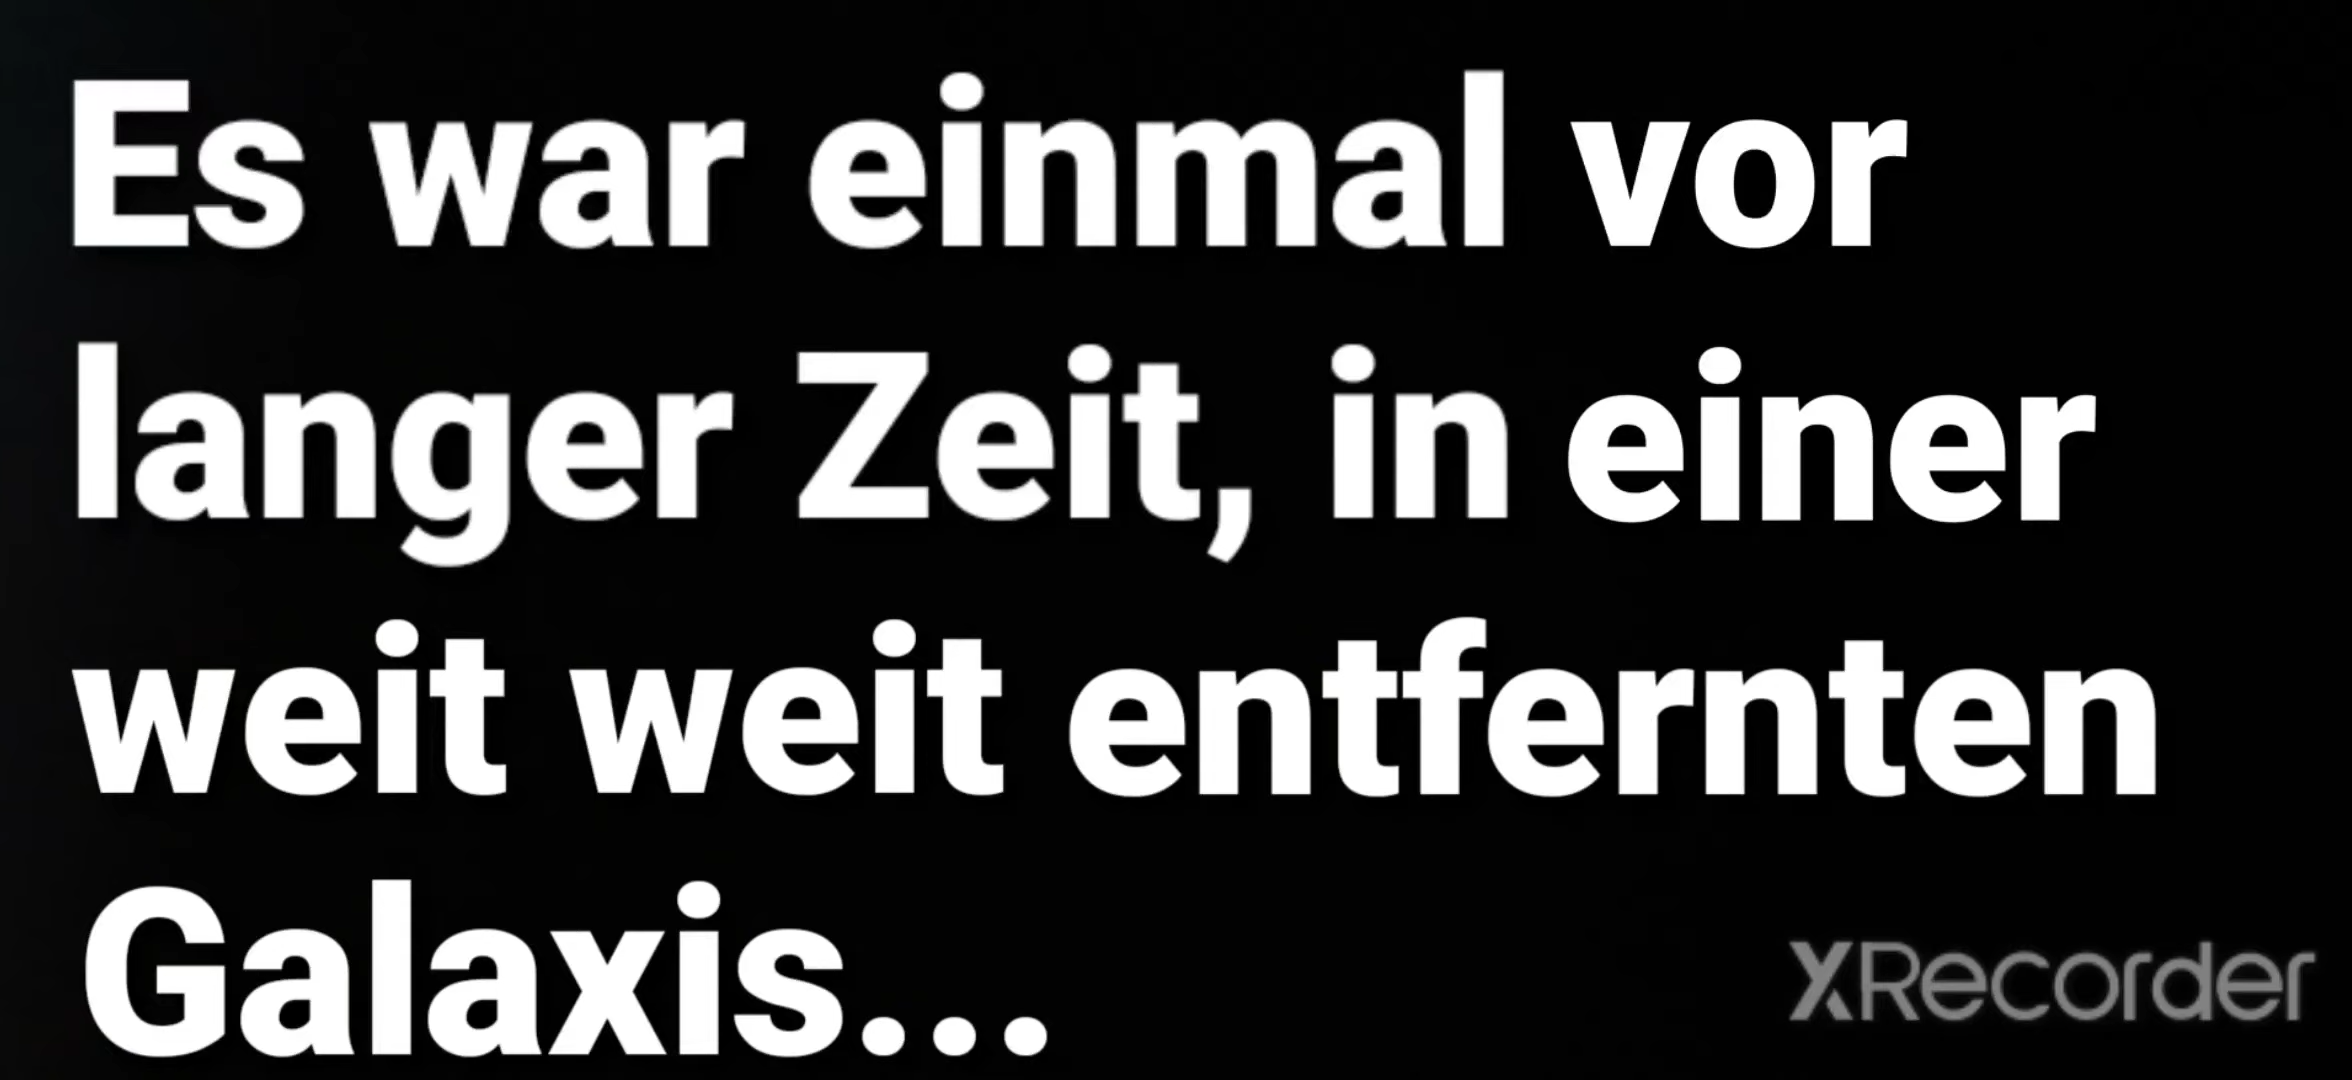 Es war einmal vor
langer Zeit, in einer
weit weit entfernten
Galaxis...
XRecorder